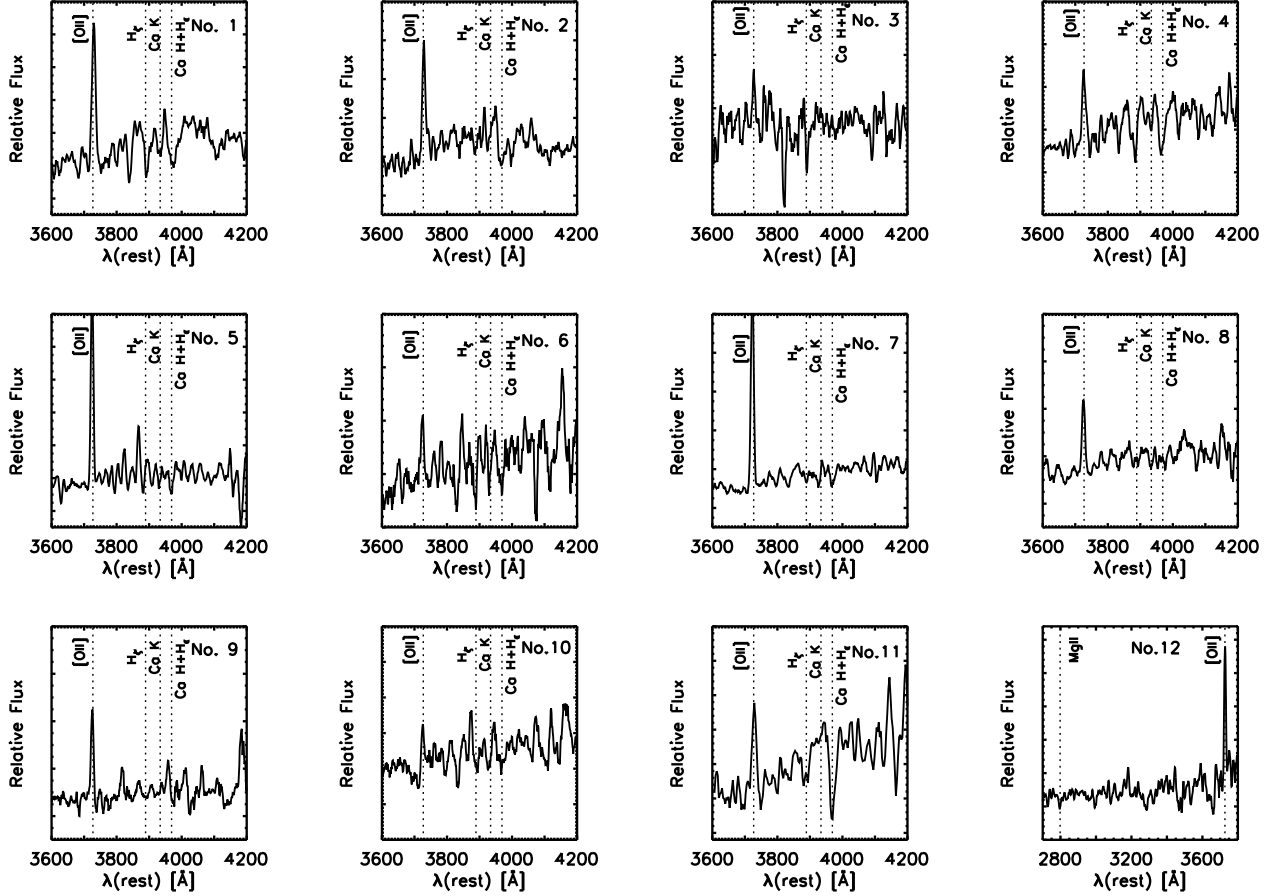 [OII] Hζ Ca K Ca H+Hε No. 1
Relative Flux
3600 3800 4000 4200
λ(rest) [Å]
[OII] Hζ Ca K Ca H+Hε No. 2
Relative Flux
3600 3800 4000 4200
λ(rest) [Å]
[OII] Hζ Ca K Ca H+Hε No. 3
Relative Flux
3600 3800 4000 4200
λ(rest) [Å]
[OII] Hζ Ca K Ca H+Hε No. 4
Relative Flux
3600 3800 4000 4200
λ(rest) [Å]
[OII] Hζ Ca K Ca H+Hε No. 5
Relative Flux
3600 3800 4000 4200
λ(rest) [Å]
[OII] Hζ Ca K Ca H+Hε No. 6
Relative Flux
3600 3800 4000 4200
λ(rest) [Å]
[OII] Hζ Ca K Ca H+Hε No. 7
Relative Flux
3600 3800 4000 4200
λ(rest) [Å]
[OII] Hζ Ca K Ca H+Hε No. 8
Relative Flux
3600 3800 4000 4200
λ(rest) [Å]
[OII] Hζ Ca K Ca H+Hε No. 9
Relative Flux
3600 3800 4000 4200
λ(rest) [Å]
[OII] Hζ Ca K Ca H+Hε No.10
Relative Flux
3600 3800 4000 4200
λ(rest) [Å]
[OII] Hζ Ca K Ca H+Hε No.11
Relative Flux
3600 3800 4000 4200
λ(rest) [Å]
MgII No.12 [OII]
Relative Flux
2800 3200 3600
λ(rest) [Å]